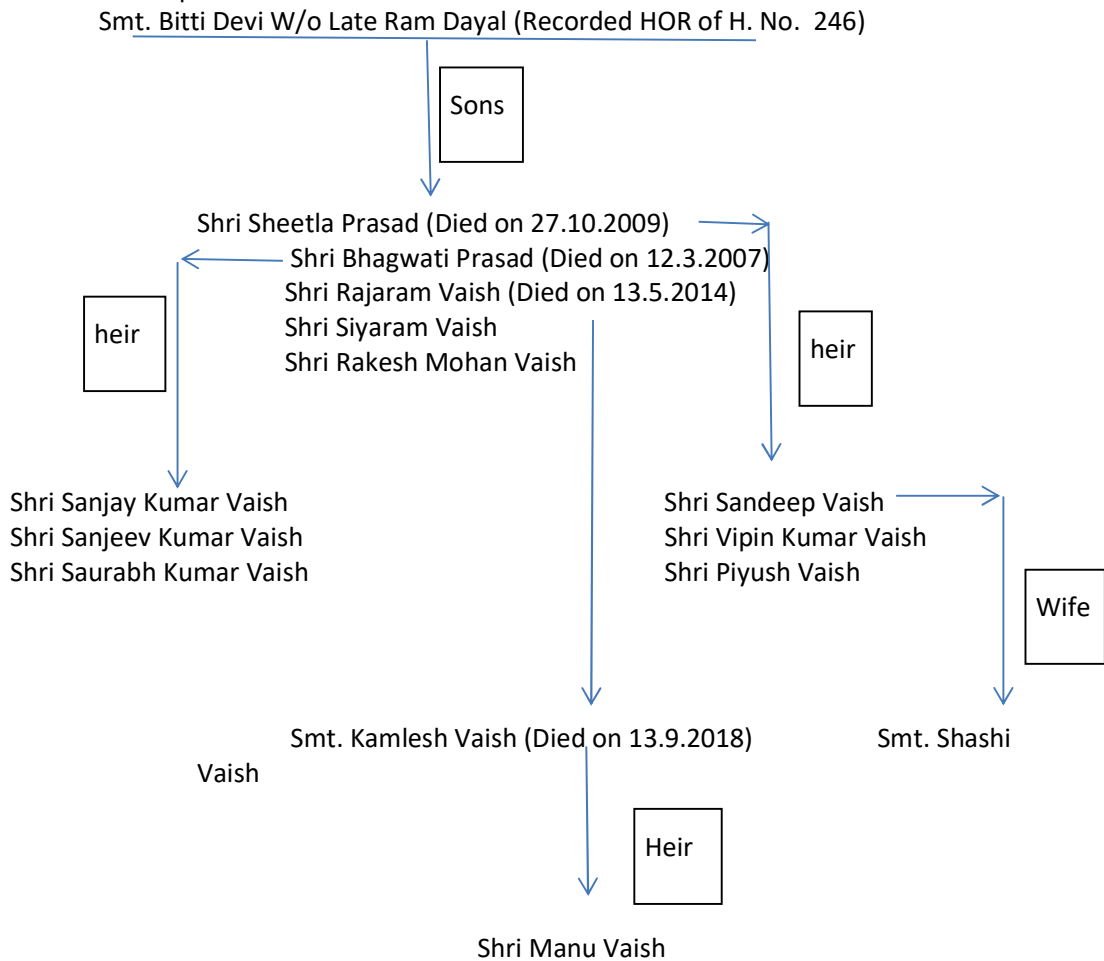 Smt. Bitti Devi W/o Late Ram Dayal (Recorded HOR of H. No. 246)
Sons
Shri Sheetla Prasad (Died on 27.10.2009)
Shri Bhagwati Prasad (Died on 12.3.2007)
Shri Rajaram Vaish (Died on 13.5.2014)
Shri Siyaram Vaish
Shri Rakesh Mohan Vaish
heir
heir
Shri Sanjay Kumar Vaish
Shri Sanjeev Kumar Vaish
Shri Saurabh Kumar Vaish
Shri Sandeep Vaish
Shri Vipin Kumar Vaish
Shri Piyush Vaish
Wife
Smt. Kamlesh Vaish (Died on 13.9.2018) Smt. Shashi
Vaish
Heir
Shri Manu Vaish